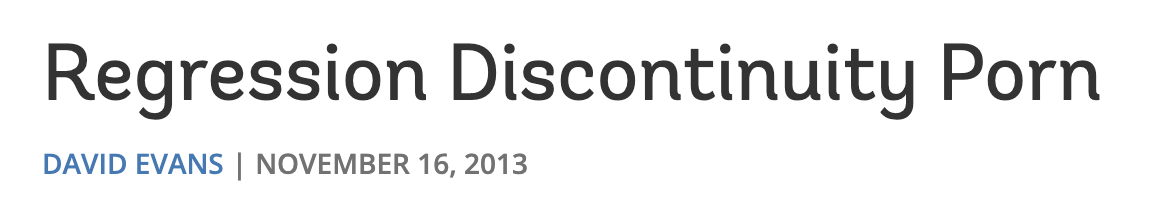 Regression Discontinuity Porn
DAVID EVANS | NOVEMBER 16, 2013